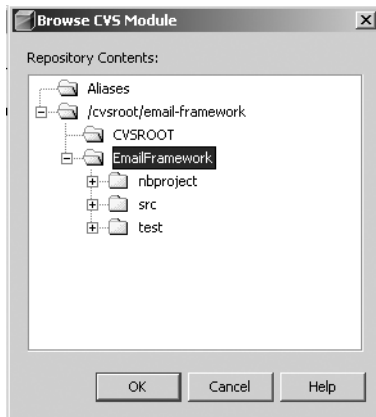 Browse CVS Module
Repository Contents:
Aliases
/cvsroot/email-framework
CVSROOT
EmailFramework
nbproject
src
test
OK Cancel Help